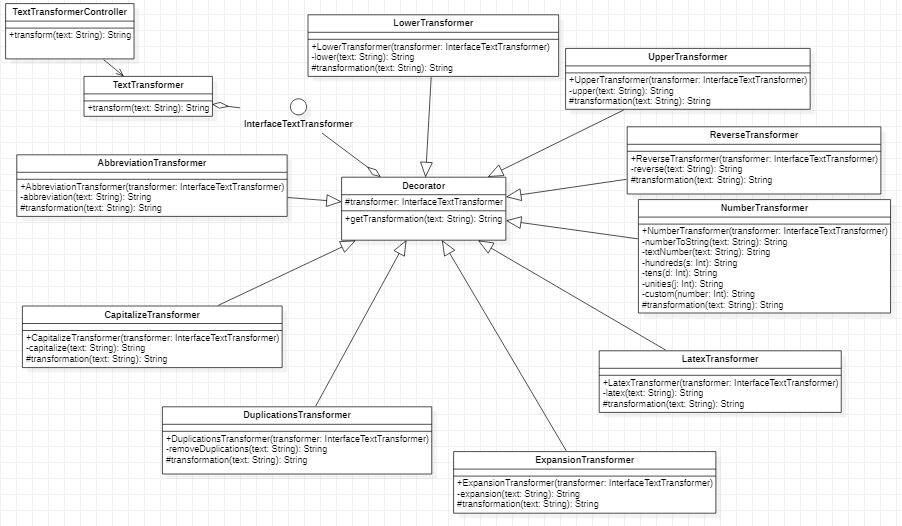 TextTransformerController
+transform(text: String): String
TextTransformer
+transform(text: String): String
InterfaceTextTransformer
LowerTransformer
+LowerTransformer(transformer: InterfaceTextTransformer)
-lower(text: String): String
#transformation(text: String): String
UpperTransformer
+UpperTransformer(transformer: InterfaceTextTransformer)
-upper(text: String): String
#transformation(text: String): String
ReverseTransformer
+ReverseTransformer(transformer: InterfaceTextTransformer)
-reverse(text: String): String
#transformation(text: String): String
AbbreviationTransformer
+AbbreviationTransformer(transformer: InterfaceTextTransformer)
-abbreviation(text: String): String
#transformation(text: String): String
Decorator
#transformer: InterfaceTextTransformer
+getTransformation(text: String): String
NumberTransformer
+NumberTransformer(transformer: InterfaceTextTransformer)
-numberToString(text: String): String
-textNumber(text: String): String
-hundreds(s: Int): String
-tens(d: Int): String
-unities(j: Int): String
-custom(number: Int): String
#transformation(text: String): String
CapitalizeTransformer
+CapitalizeTransformer(transformer: InterfaceTextTransformer)
-capitalize(text: String): String
#transformation(text: String): String
LatexTransformer
+LatexTransformer(transformer: InterfaceTextTransformer)
-latex(text: String): String
#transformation(text: String): String
DuplicationsTransformer
+DuplicationsTransformer(transformer: InterfaceTextTransformer)
-removeDuplications(text: String): String
#transformation(text: String): String
ExpansionTransformer
+ExpansionTransformer(transformer: InterfaceTextTransformer)
-expansion(text: String): String
#transformation(text: String): String